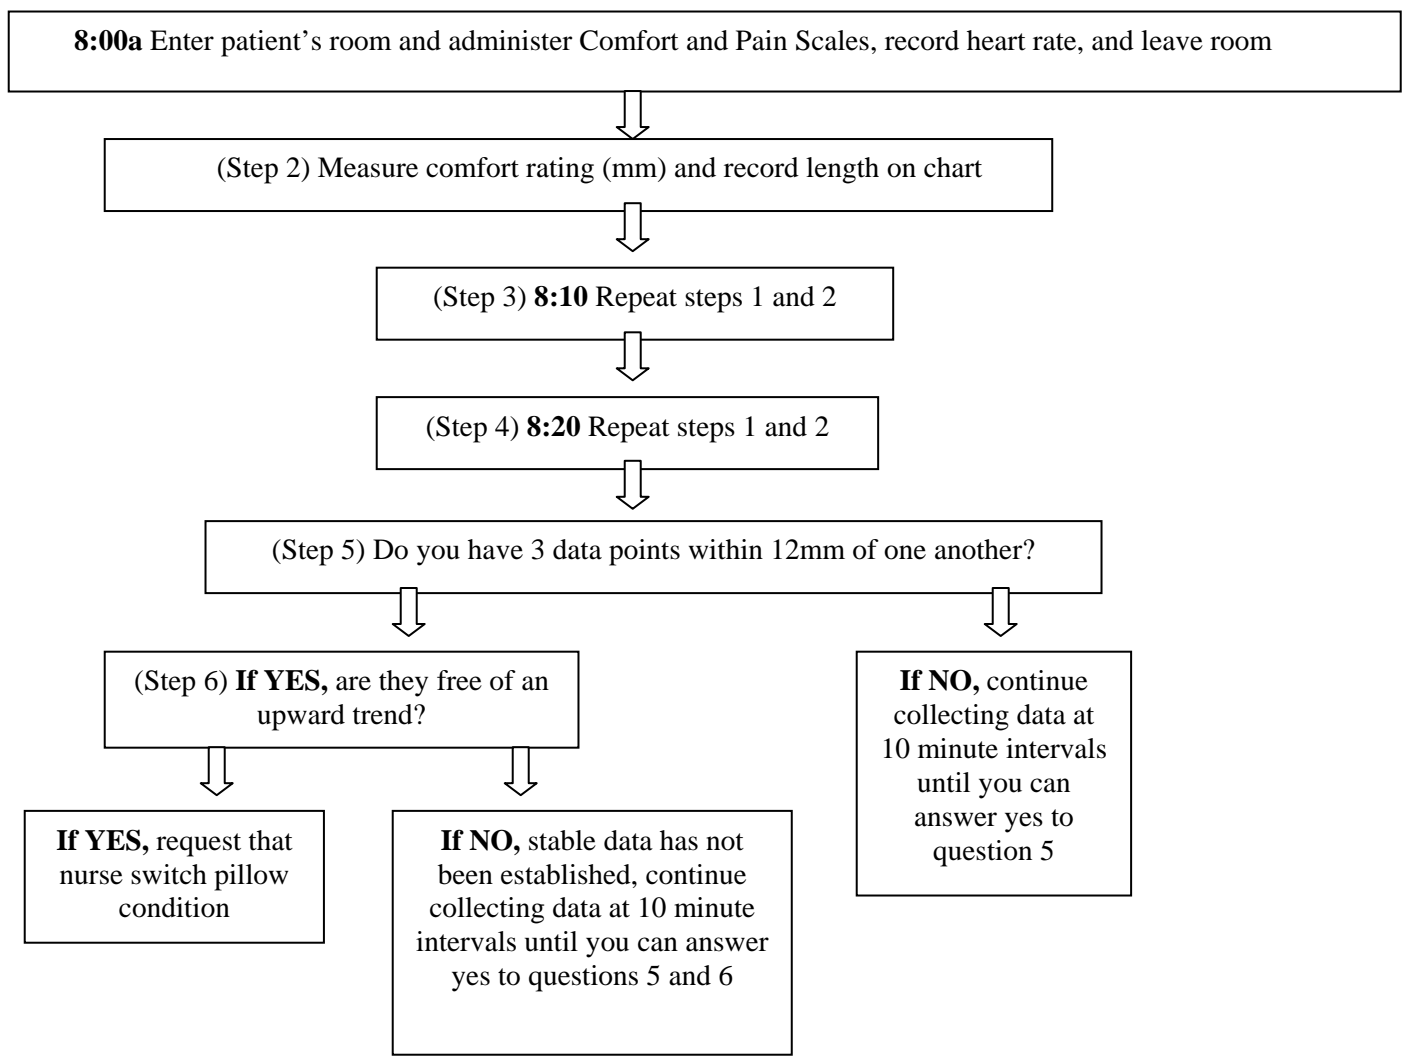 8:00a Enter patient's room and administer Comfort and Pain Scales, record heart rate, and leave room
(Step 2) Measure comfort rating (mm) and record length on chart
(Step 3) 8:10 Repeat steps 1 and 2
(Step 4) 8:20 Repeat steps 1 and 2
(Step 5) Do you have 3 data points within 12mm of one another?
(Step 6) If YES, are they free of an
upward trend?
If YES, request that
nurse switch pillow
condition
If NO, stable data has not
been established, continue
collecting data at 10 minute
intervals until you can answer
yes to questions 5 and 6
If NO, continue
collecting data at
10 minute intervals
until you can
answer yes to
question 5